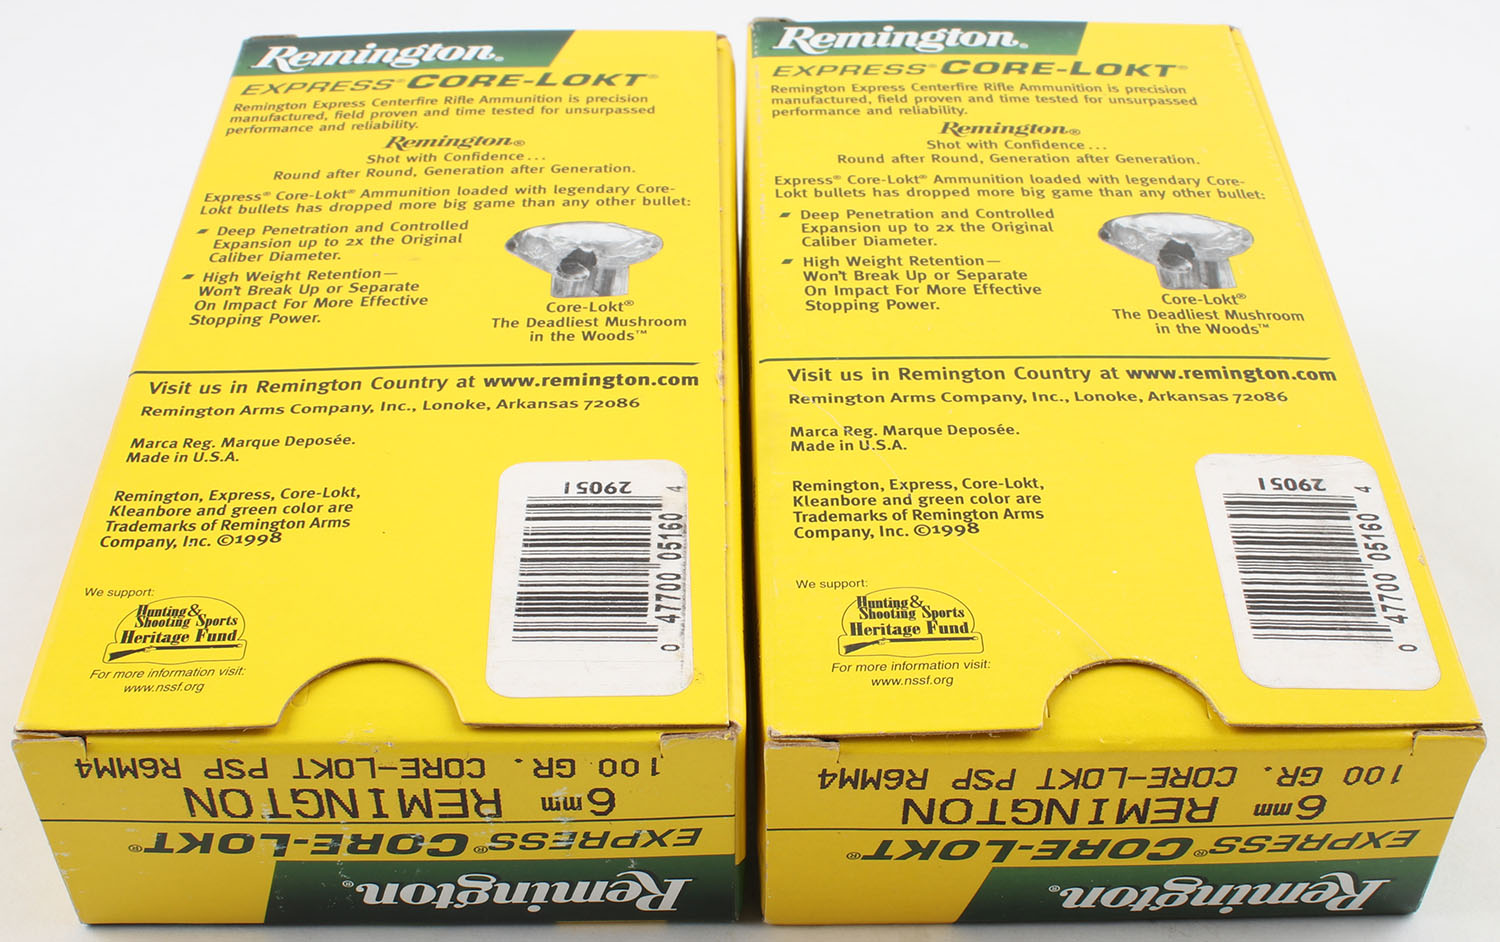 Remington®
EXPRESS® CORE-LOKT®
Remington Express Centerfire Rifle Ammunition is precision
manufactured, field proven and time tested for unsurpassed
performance and reliability.
Remington®
Shot with Confidence...
Round after Round, Generation after Generation.
Express® Core-Lokt® Ammunition loaded with legendary Core-
Lokt bullets has dropped more big game than any other bullet:
Deep Penetration and Controlled
Expansion up to 2x the Original
Caliber Diameter.
High Weight Retention—
Won't Break Up or Separate
On Impact For More Effective
Stopping Power.
Core-Lokt®
The Deadliest Mushroom
in the Woods™
Visit us in Remington Country at www.remington.com
Remington Arms Company, Inc., Lonoke, Arkansas 72086
Marca Reg. Marque Deposée.
Made in U.S.A.
Remington, Express, Core-Lokt,
Kleanbore and green color are
Trademarks of Remington Arms
Company, Inc. ©1998
29051
0 47700 05160 4
We support:
Hunting &
Shooting Sports
Heritage Fund
For more information visit:
www.nssf.org
100 GR. CORE-LOKT PSP R6MM4
6mm REMINGTON
EXPRESS® CORE-LOKT®
Remington®
Remington®
EXPRESS® CORE-LOKT®
Remington Express Centerfire Rifle Ammunition is precision
manufactured, field proven and time tested for unsurpassed
performance and reliability.
Remington®
Shot with Confidence...
Round after Round, Generation after Generation.
Express® Core-Lokt® Ammunition loaded with legendary Core-
Lokt bullets has dropped more big game than any other bullet:
Deep Penetration and Controlled
Expansion up to 2x the Original
Caliber Diameter.
High Weight Retention—
Won't Break Up or Separate
On Impact For More Effective
Stopping Power.
Core-Lokt®
The Deadliest Mushroom
in the Woods™
Visit us in Remington Country at www.remington.com
Remington Arms Company, Inc., Lonoke, Arkansas 72086
Marca Reg. Marque Deposée.
Made in U.S.A.
Remington, Express, Core-Lokt,
Kleanbore and green color are
Trademarks of Remington Arms
Company, Inc. ©1998
29051
0 47700 05160 4
We support:
Hunting &
Shooting Sports
Heritage Fund
For more information visit:
www.nssf.org
100 GR. CORE-LOKT PSP R6MM4
6mm REMINGTON
EXPRESS® CORE-LOKT®
Remington®